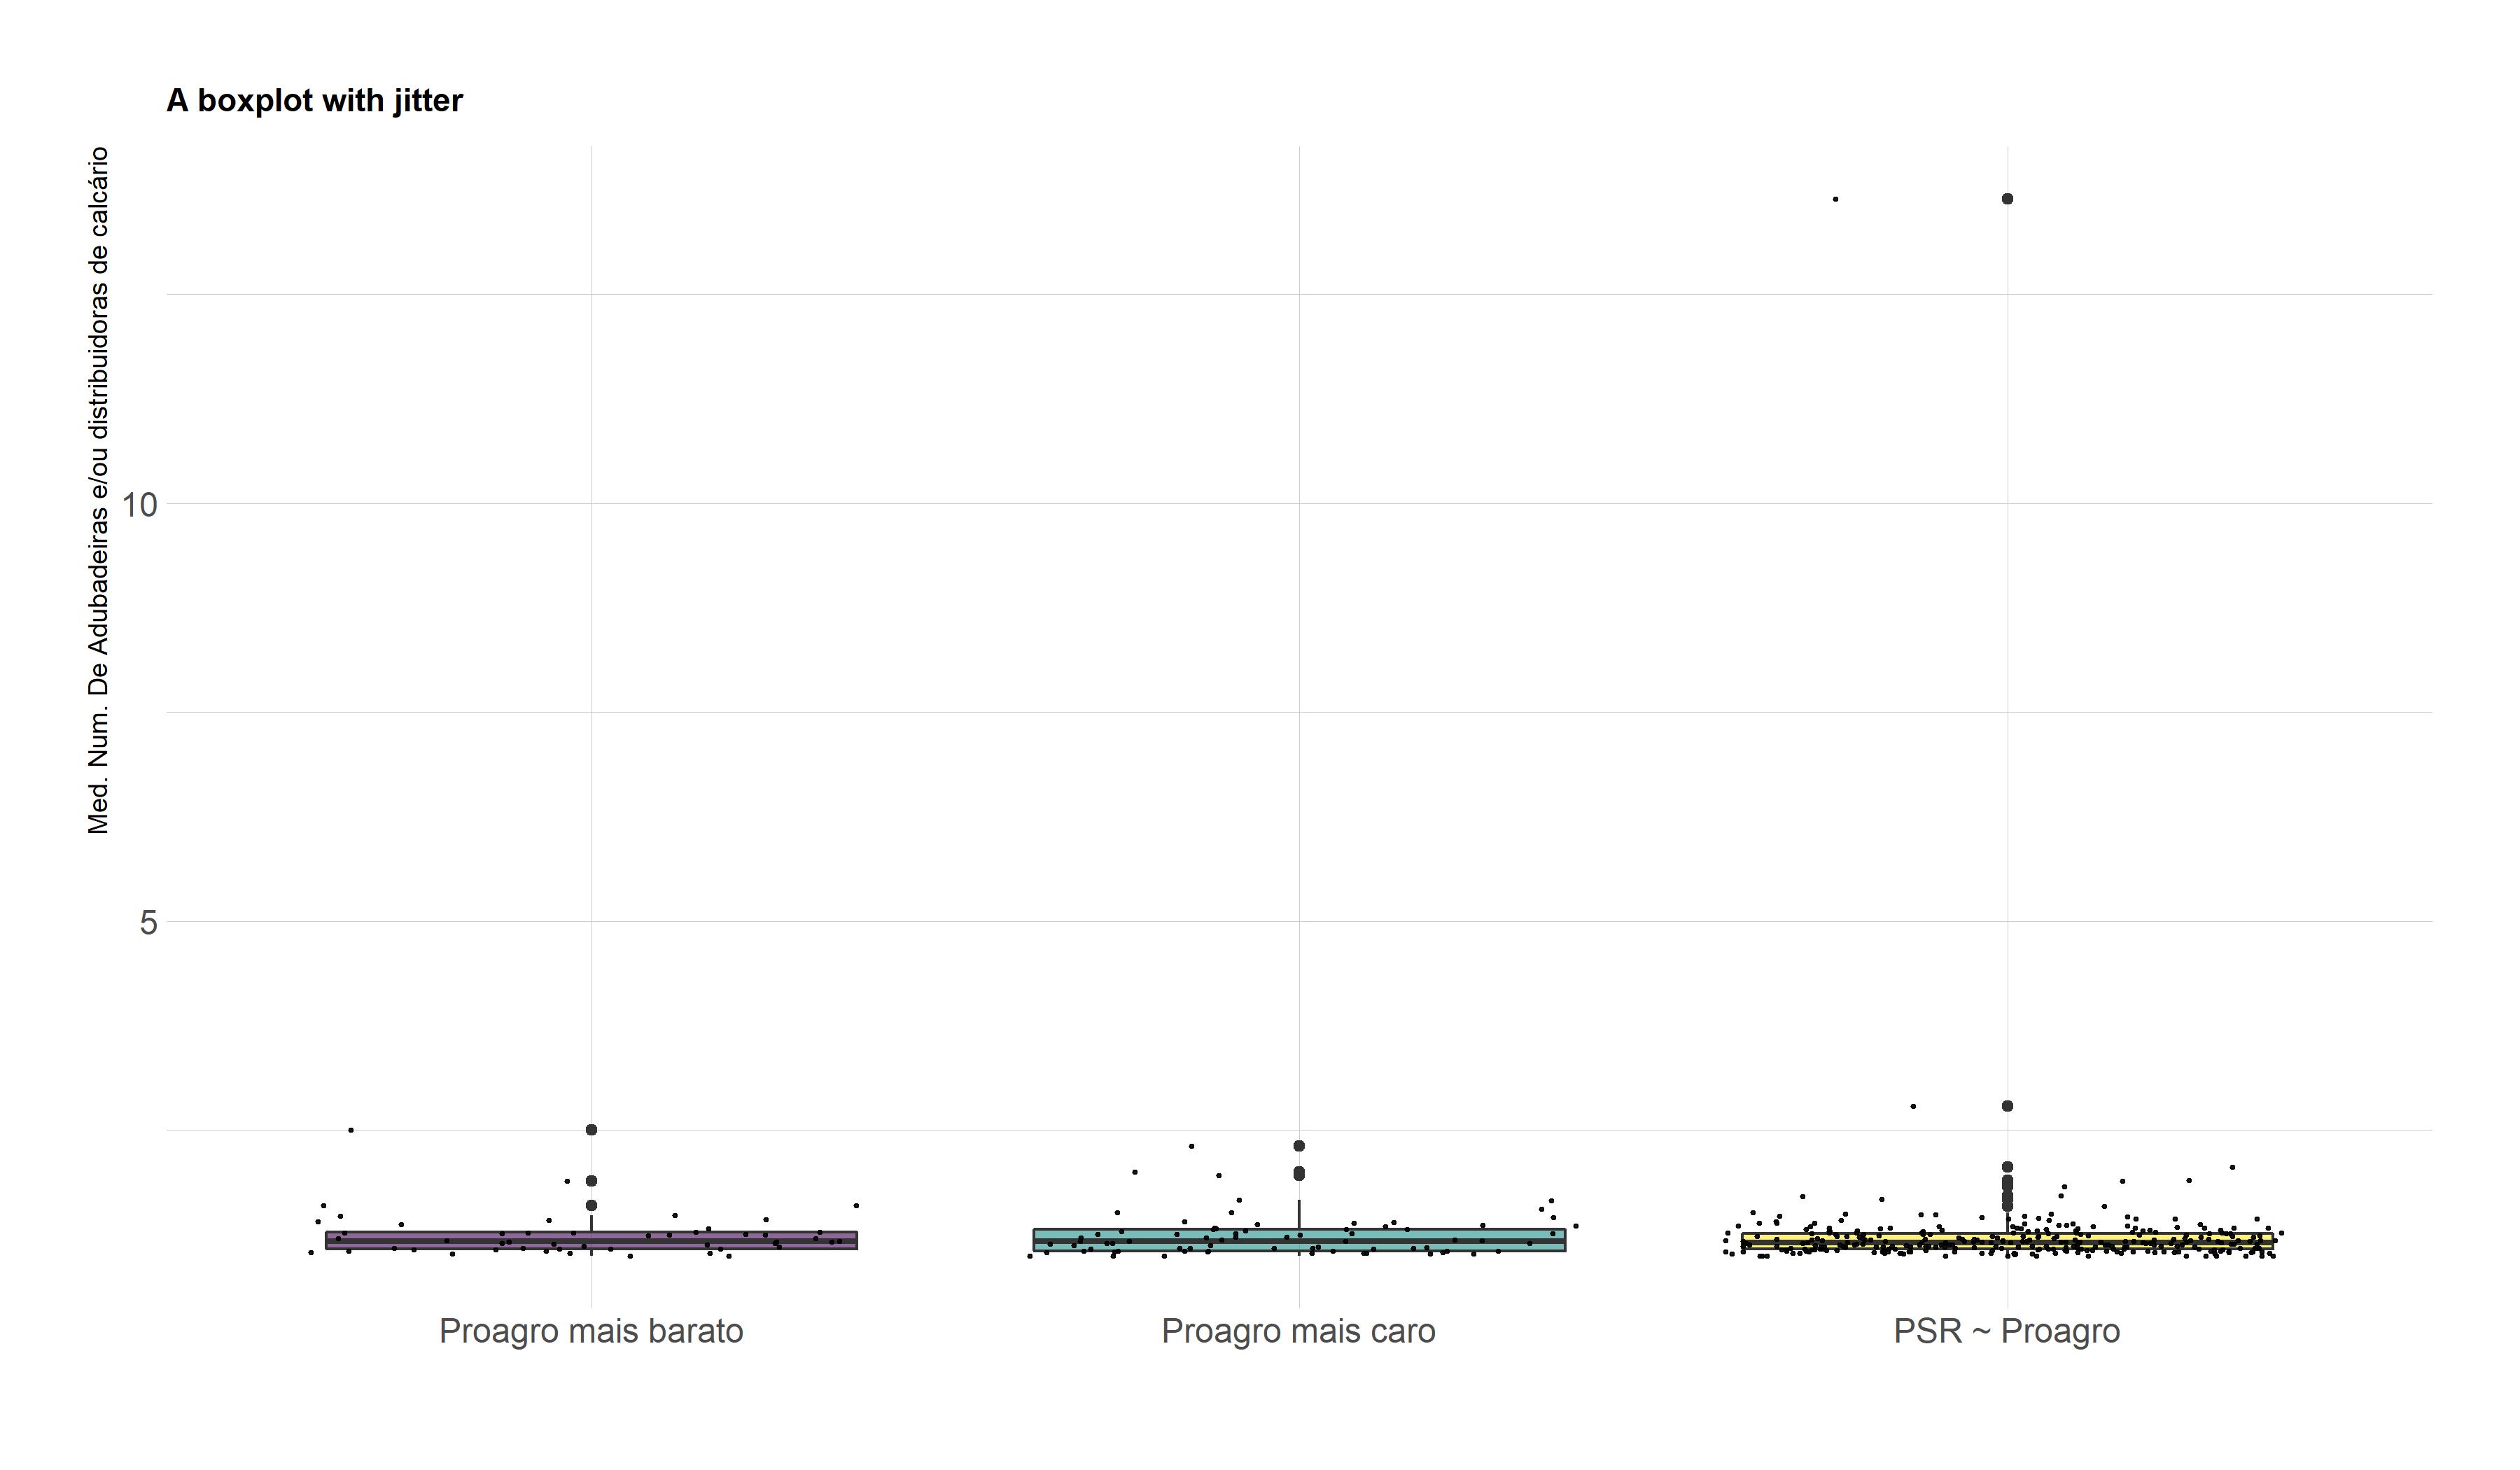 A boxplot with jitter
Med. Num. De Adubadeiras e/ou distribuidoras de calcário
10
5
Proagro mais barato
Proagro mais caro
PSR ~ Proagro